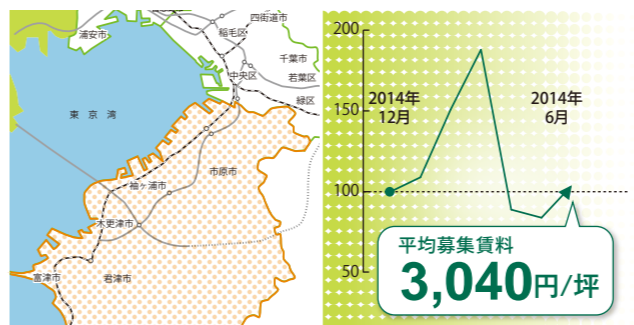 浦安市
四街道市
稲毛区
千葉市
中央区
若葉区
緑区
東 京 湾
市原市
袖ヶ浦市
木更津市
富津市
君津市
200
150
100
50
2014年
12月
2014年
6月
平均募集賃料
3,040円/坪